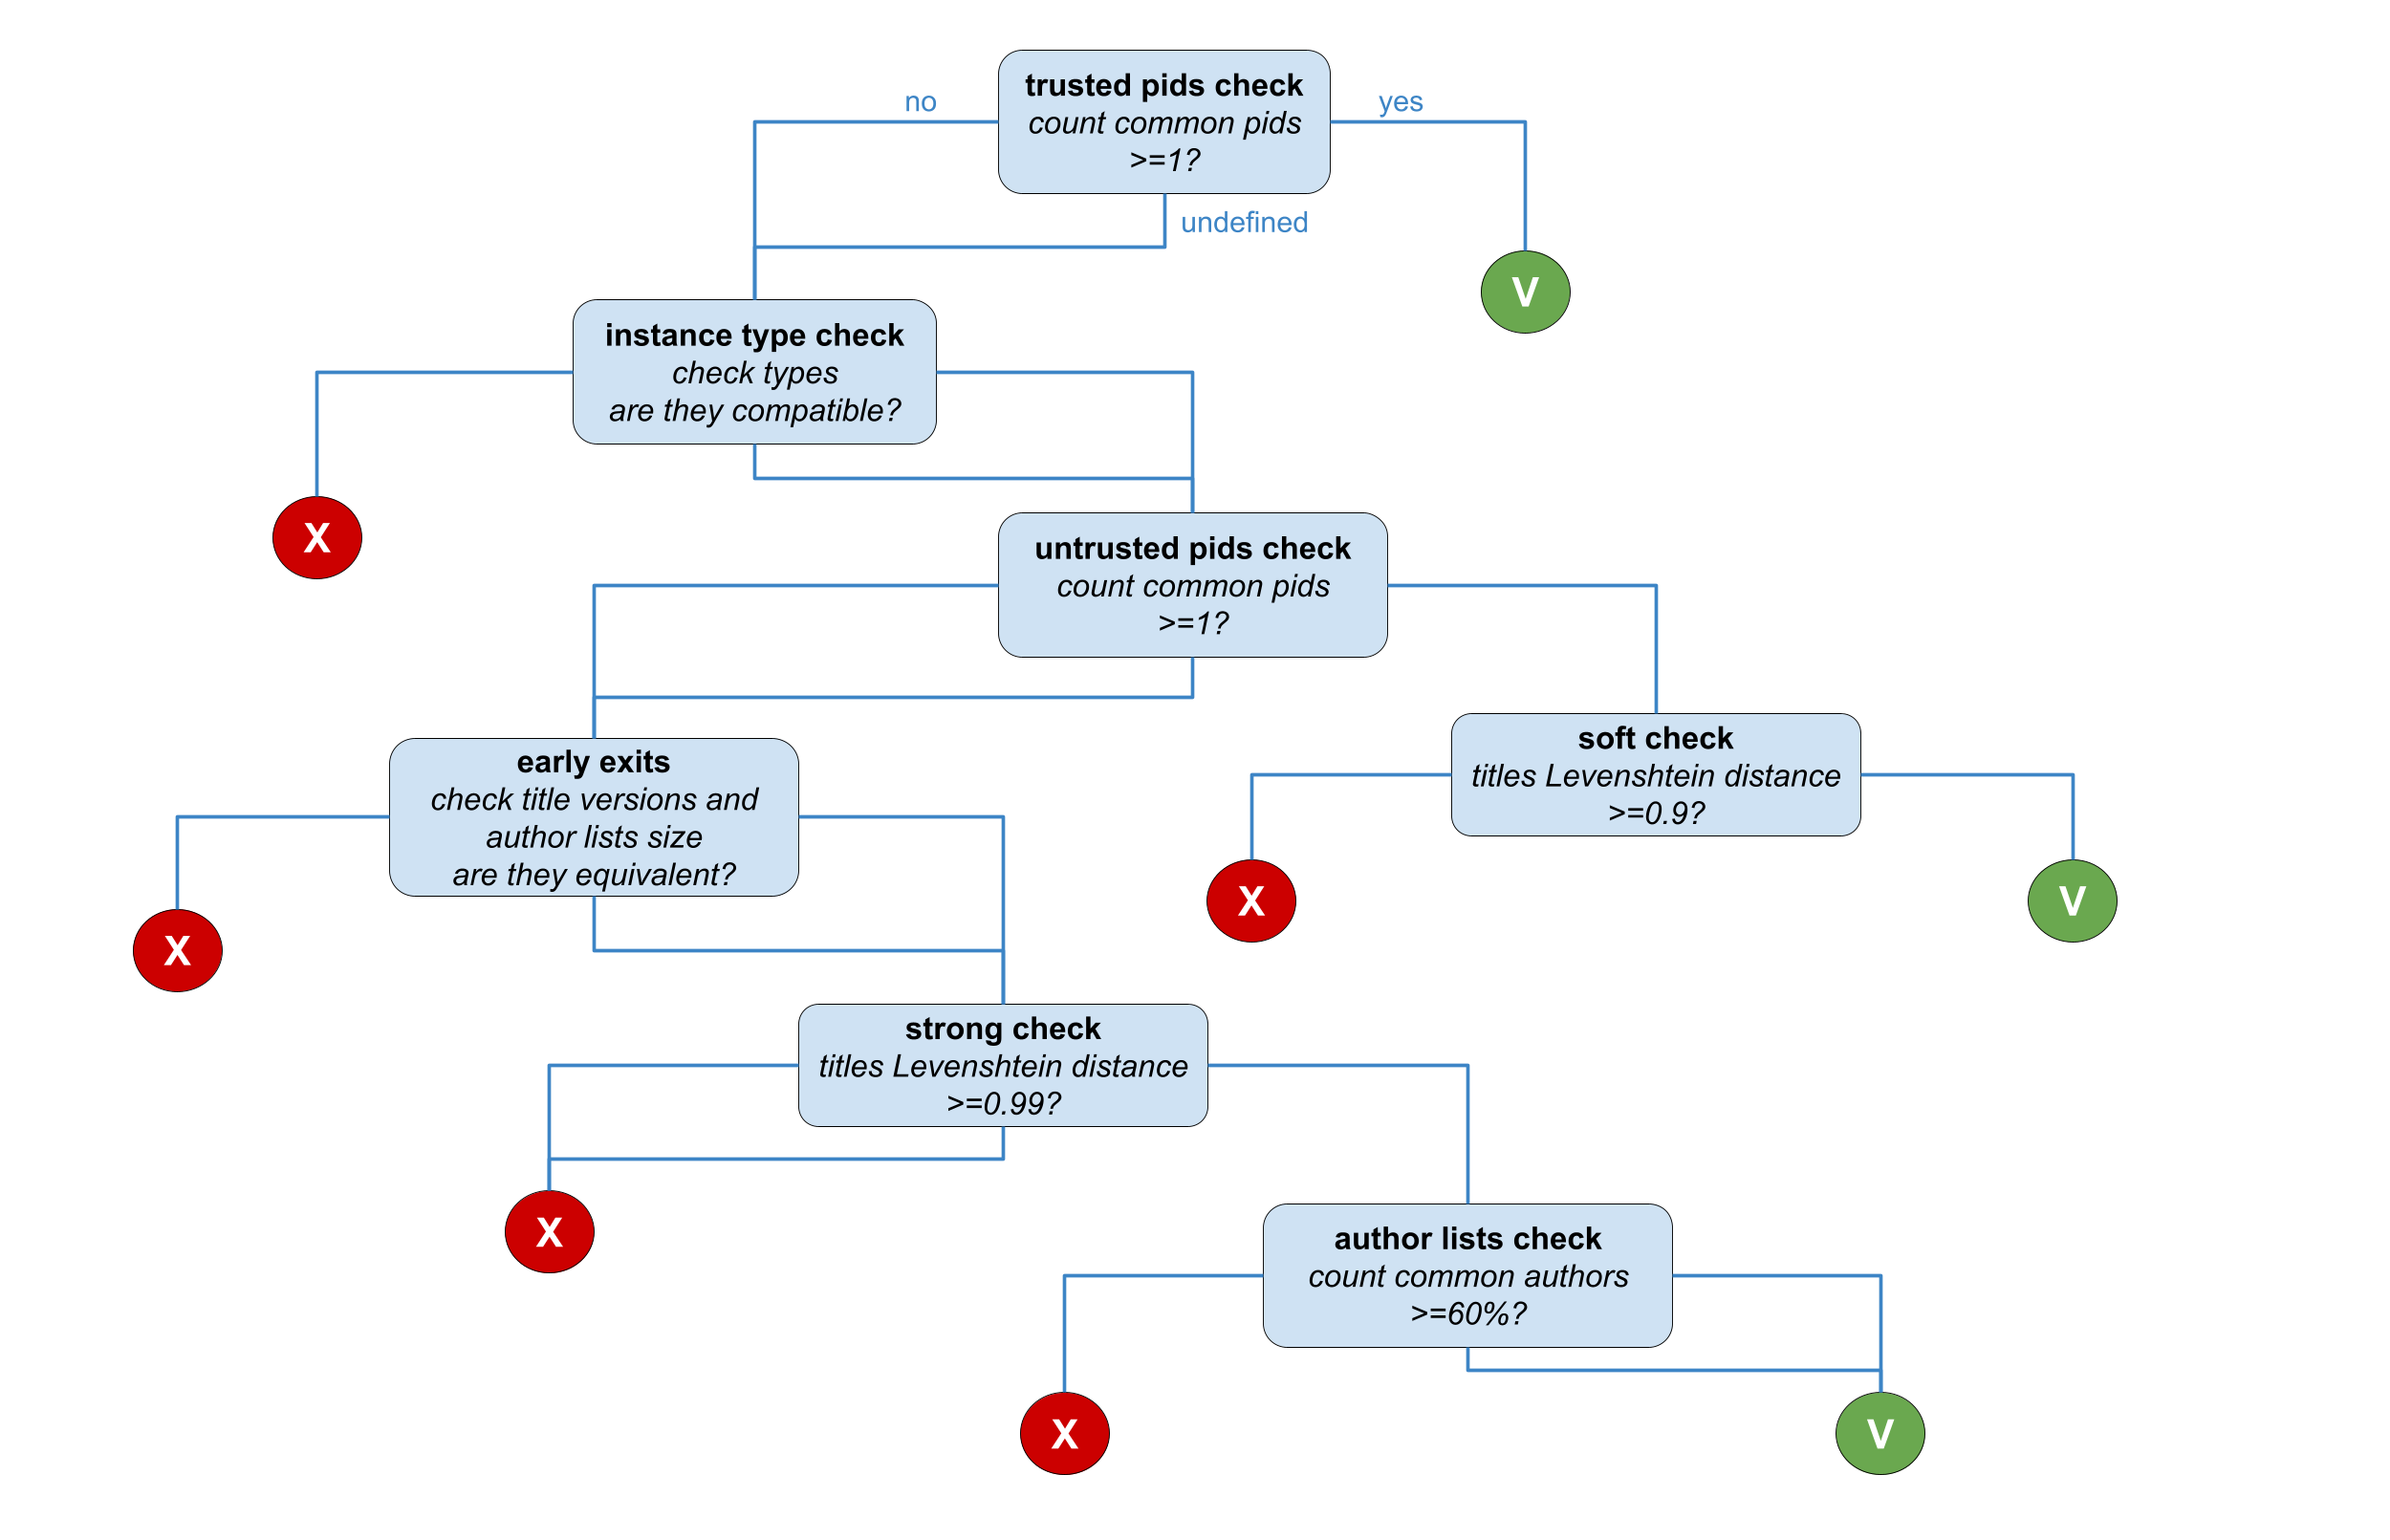 trusted pids check
count common pids
>=1?
no
yes
undefined
V
instance type check
check types
are they compatible?
X
untrusted pids check
count common pids
>=1?
early exits
check title versions and
author lists size
are they equivalent?
soft check
titles Levenshtein distance
>=0.9?
X
X
V
strong check
titles Levenshtein distance
>=0.99?
X
author lists check
count common authors
>=60%?
X
V